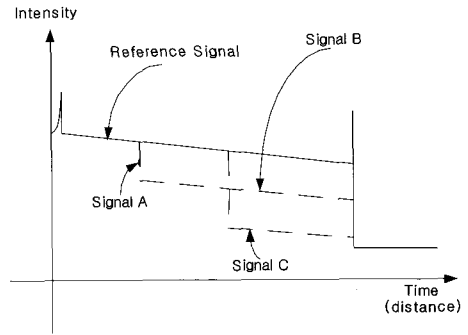 Intensity
Reference Signal
Signal B
Signal A
Signal C
Time
(distance)